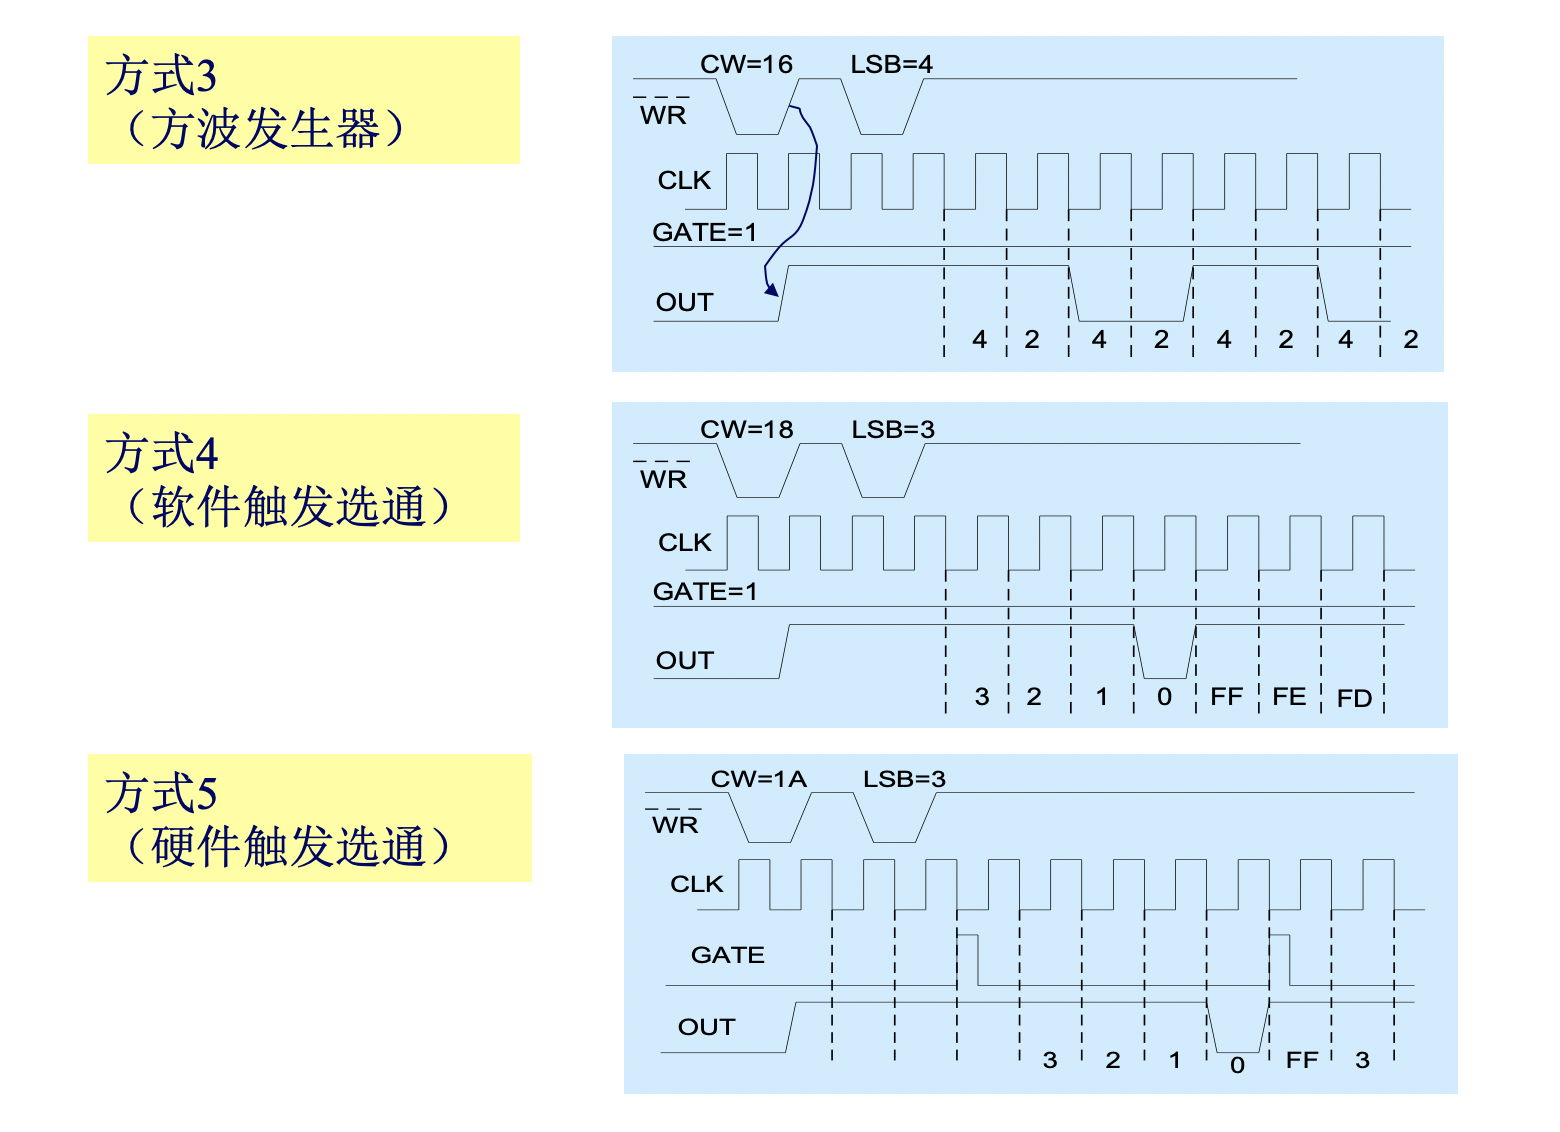 方式3
（方波发生器）
CW=16 LSB=4
WR
CLK
GATE=1
OUT
4 2 4 2 4 2 4 2
方式4
（软件触发选通）
CW=18 LSB=3
WR
CLK
GATE=1
OUT
3 2 1 0 FF FE FD
方式5
（硬件触发选通）
CW=1A LSB=3
WR
CLK
GATE
OUT
3 2 1 0 FF 3